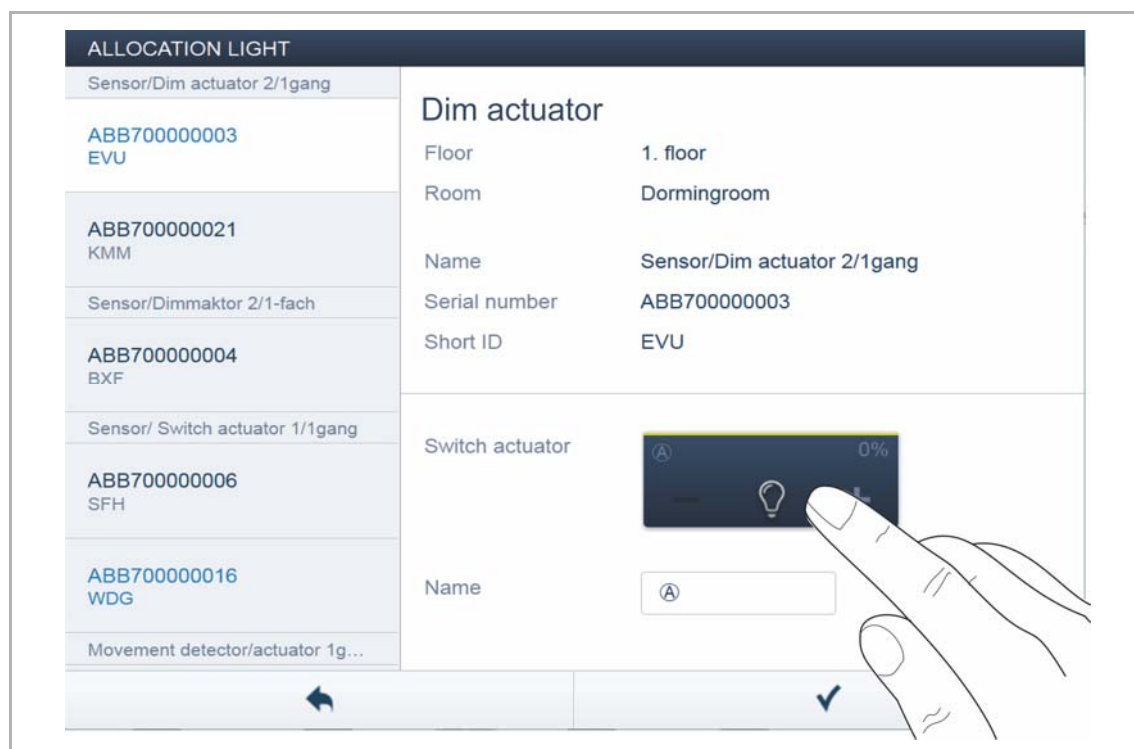 ALLOCATION LIGHT
Sensor/Dim actuator 2/1gang
ABB700000003
EVU
ABB700000021
KMM
Sensor/Dimmaktor 2/1-fach
ABB700000004
BXF
Sensor/ Switch actuator 1/1gang
ABB700000006
SFH
ABB700000016
WDG
Movement detector/actuator 1g...
Dim actuator
Floor 1. floor
Room Dormingroom
Name Sensor/Dim actuator 2/1gang
Serial number ABB700000003
Short ID EVU
Switch actuator
Ⓐ 0%
Name Ⓐ